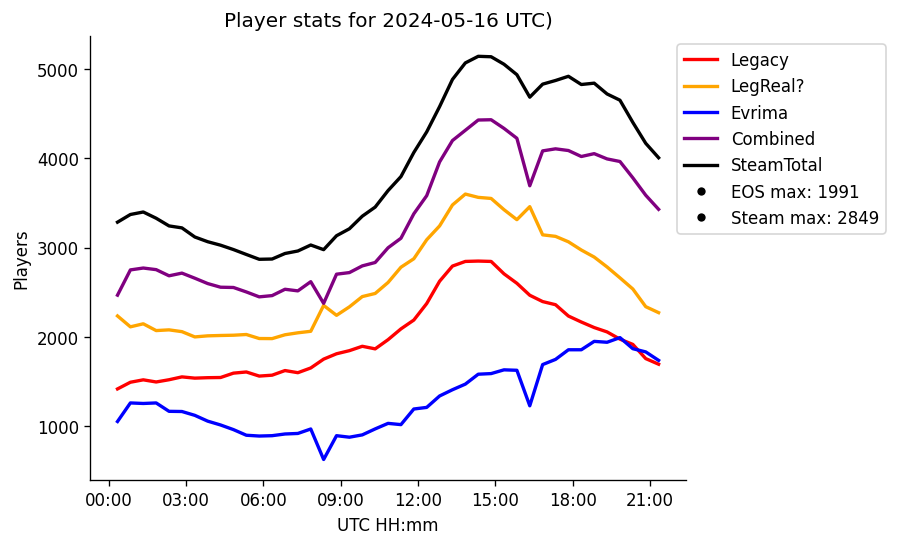 Player stats for 2024-05-16 UTC)
Legacy
LegReal?
Evrima
Combined
SteamTotal
EOS max: 1991
Steam max: 2849
Players
5000
4000
3000
2000
1000
00:00 03:00 06:00 09:00 12:00 15:00 18:00 21:00
UTC HH:mm